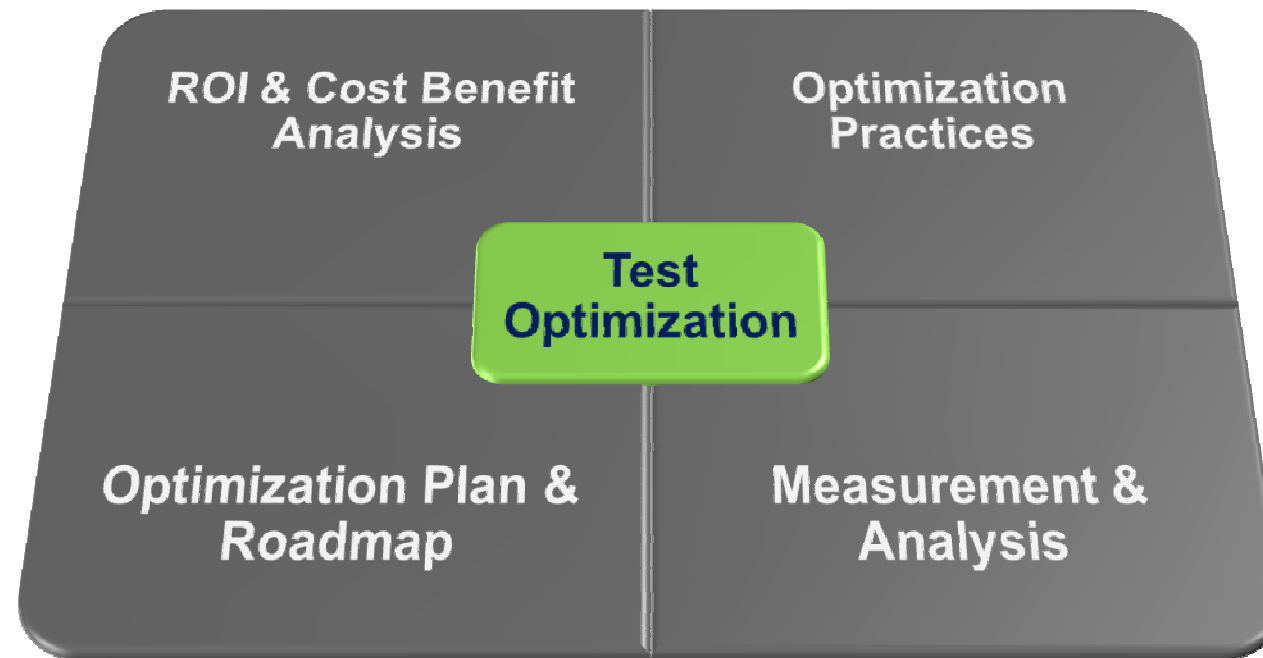 ROI & Cost Benefit
Analysis
Optimization
Practices
Test
Optimization
Optimization Plan &
Roadmap
Measurement &
Analysis